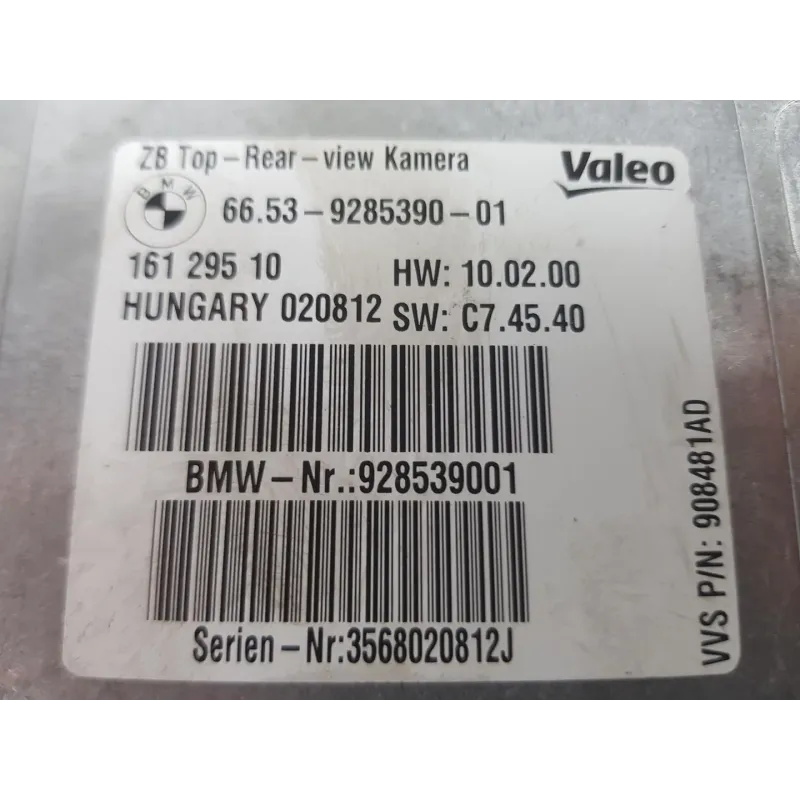 ZB Top-Rear-view Kamera
Valeo
BMW
66.53-9285390-01
161 295 10
HW: 10.02.00
HUNGARY 020812
SW: C7.45.40
BMW-Nr.:928539001
Serien-Nr:3568020812J
VVS P/N: 908481AD